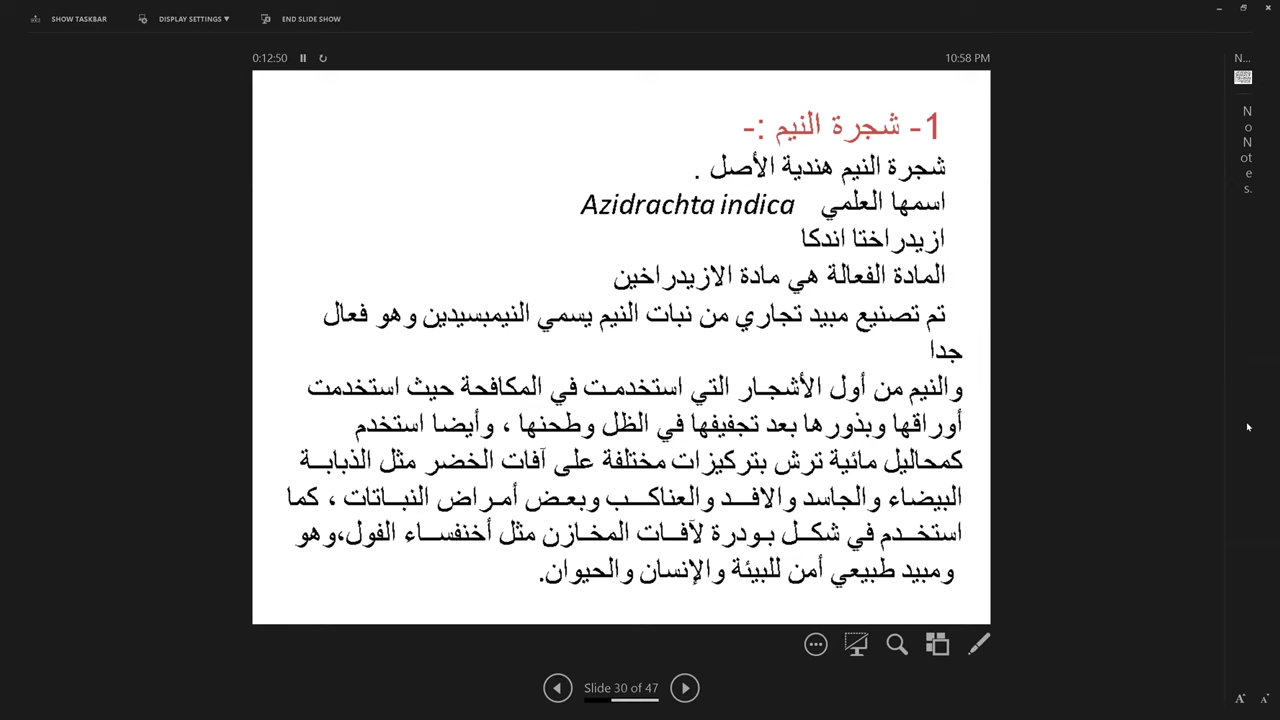 SHOW TASKBAR
DISPLAY SETTINGS ▼
END SLIDE SHOW
0:12:50
10:58 PM
N...
No Notes.
1- شجرة النيم :-
شجرة النيم هندية الأصل .
اسمها العلمي Azidrachta indica
ازيدراختا اندكا
المادة الفعالة هي مادة الازيدراخين
تم تصنيع مبيد تجاري من نبات النيم يسمي النيمبسيدين وهو فعال
جدا
والنيم من أول الأشجار التي استخدمت في المكافحة حيث استخدمت
أوراقها وبذورها بعد تجفيفها في الظل وطحنها ، وأيضا استخدم
كمحاليل مائية ترش بتركيزات مختلفة على آفات الخضر مثل الذبابة
البيضاء والجاسد والافد والعناكب وبعض أمراض النباتات ، كما
استخدم في شكل بودرة لآفات المخازن مثل أخنفساء الفول،وهو
ومبيد طبيعي أمن للبيئة والإنسان والحيوان.
Slide 30 of 47
A
A